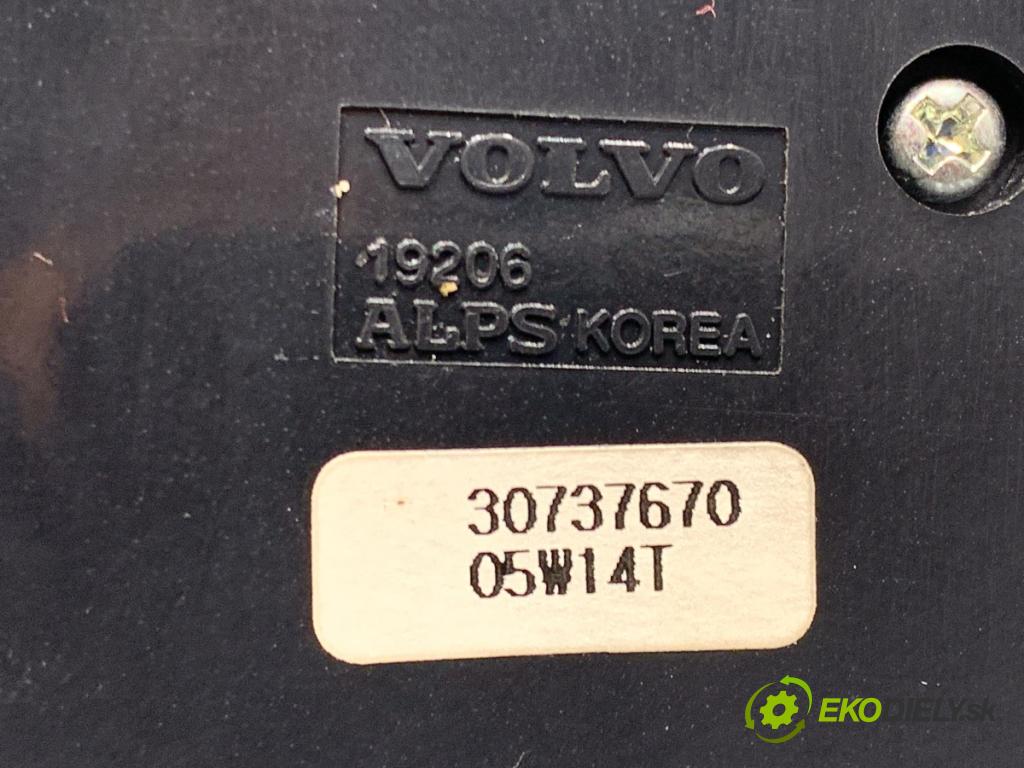 VOLVO
19206
ALPS KOREA
30737670
05W14T
EKODIELY.sk